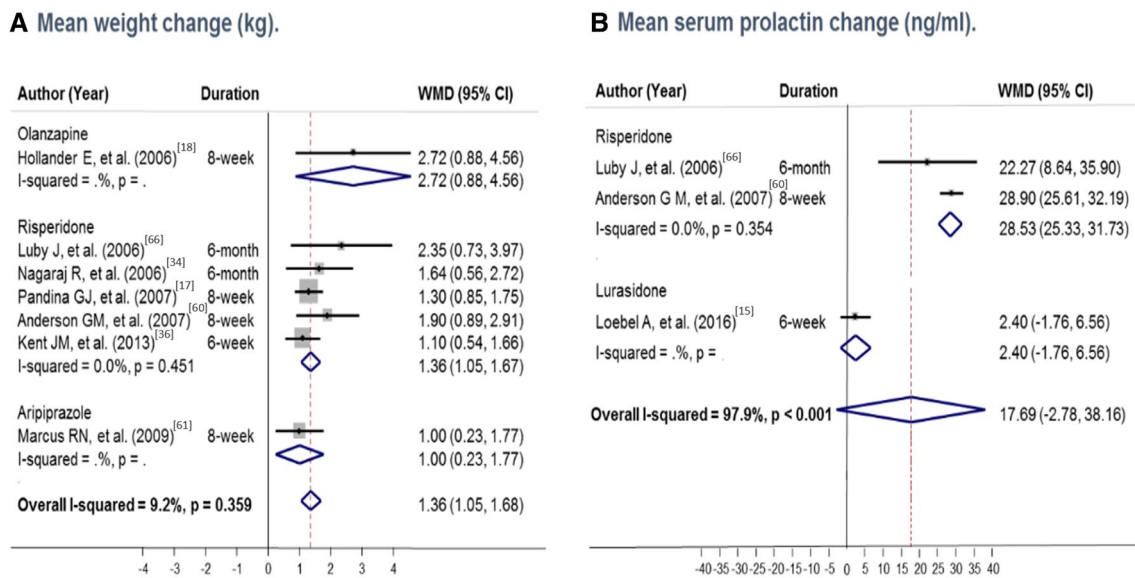 A Mean weight change (kg).
Author (Year) Duration WMD (95% CI)
Olanzapine
Hollander E, et al. (2006)[18] 8-week 2.72 (0.88, 4.56)
I-squared = .%, p = . 2.72 (0.88, 4.56)
Risperidone
Luby J, et al. (2006)[66] 6-month 2.35 (0.73, 3.97)
Nagaraj R, et al. (2006)[34] 6-month 1.64 (0.56, 2.72)
Pandina GJ, et al. (2007)[17] 8-week 1.30 (0.85, 1.75)
Anderson GM, et al. (2007)[60] 8-week 1.90 (0.89, 2.91)
Kent JM, et al. (2013)[36] 6-week 1.10 (0.54, 1.66)
I-squared = 0.0%, p = 0.451 1.36 (1.05, 1.67)
Aripiprazole
Marcus RN, et al. (2009)[61] 8-week 1.00 (0.23, 1.77)
I-squared = .%, p = . 1.00 (0.23, 1.77)
Overall I-squared = 9.2%, p = 0.359 1.36 (1.05, 1.68)
-4 -3 -2 -1 0 1 2 3 4
B Mean serum prolactin change (ng/ml).
Author (Year) Duration WMD (95% CI)
Risperidone
Luby J, et al. (2006)[66] 6-month 22.27 (8.64, 35.90)
Anderson G M, et al. (2007)[60] 8-week 28.90 (25.61, 32.19)
I-squared = 0.0%, p = 0.354 28.53 (25.33, 31.73)
Lurasidone
Loebel A, et al. (2016)[15] 6-week 2.40 (-1.76, 6.56)
I-squared = .%, p = . 2.40 (-1.76, 6.56)
Overall I-squared = 97.9%, p < 0.001 17.69 (-2.78, 38.16)
-40 -35 -30 -25 -20 -15 -10 -5 0 5 10 15 20 25 30 35 40